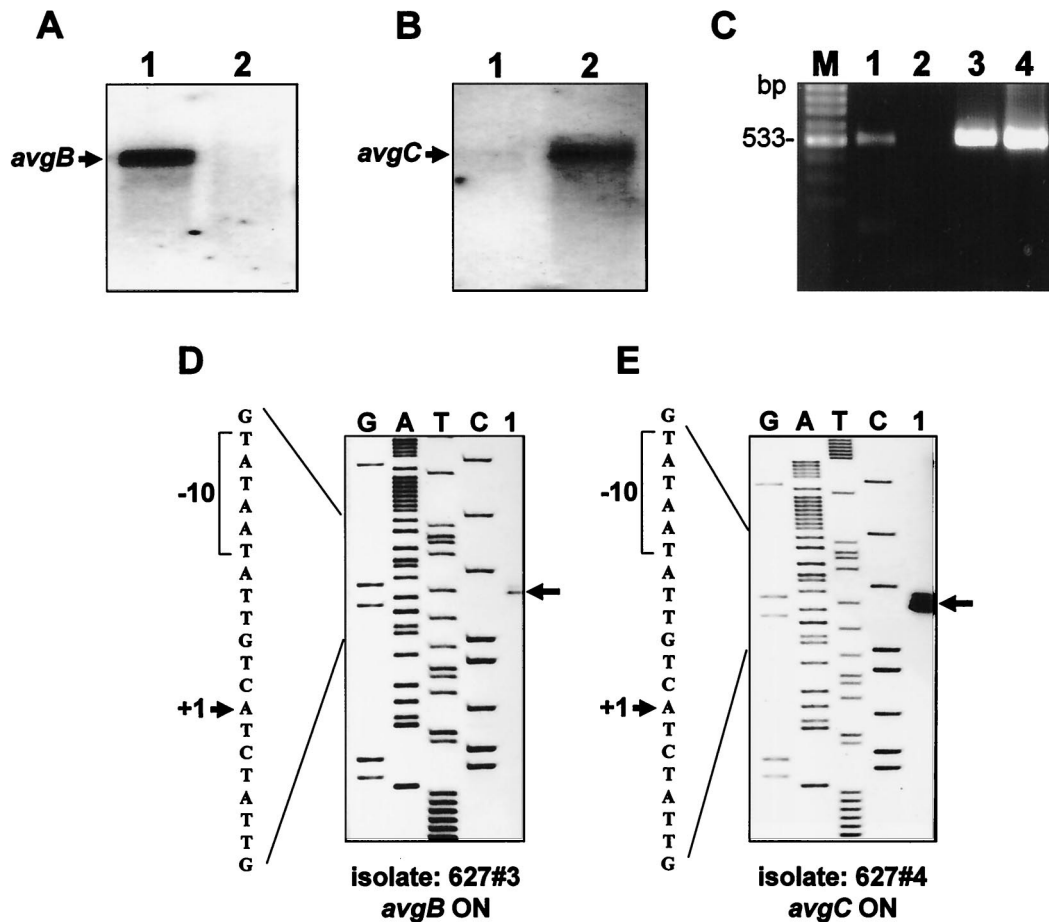 A
1 2
avgB
B
1 2
avgC
C
M 1 2 3 4
bp
533-
D
G
T
A
T
A
A
T
A
T
T
G
T
C
A
T
C
T
A
T
T
G
-10
+1
G A T C 1
isolate: 627#3
avgB ON
E
G
T
A
T
A
A
T
A
T
T
G
T
C
A
T
C
T
A
T
T
G
-10
+1
G A T C 1
isolate: 627#4
avgC ON